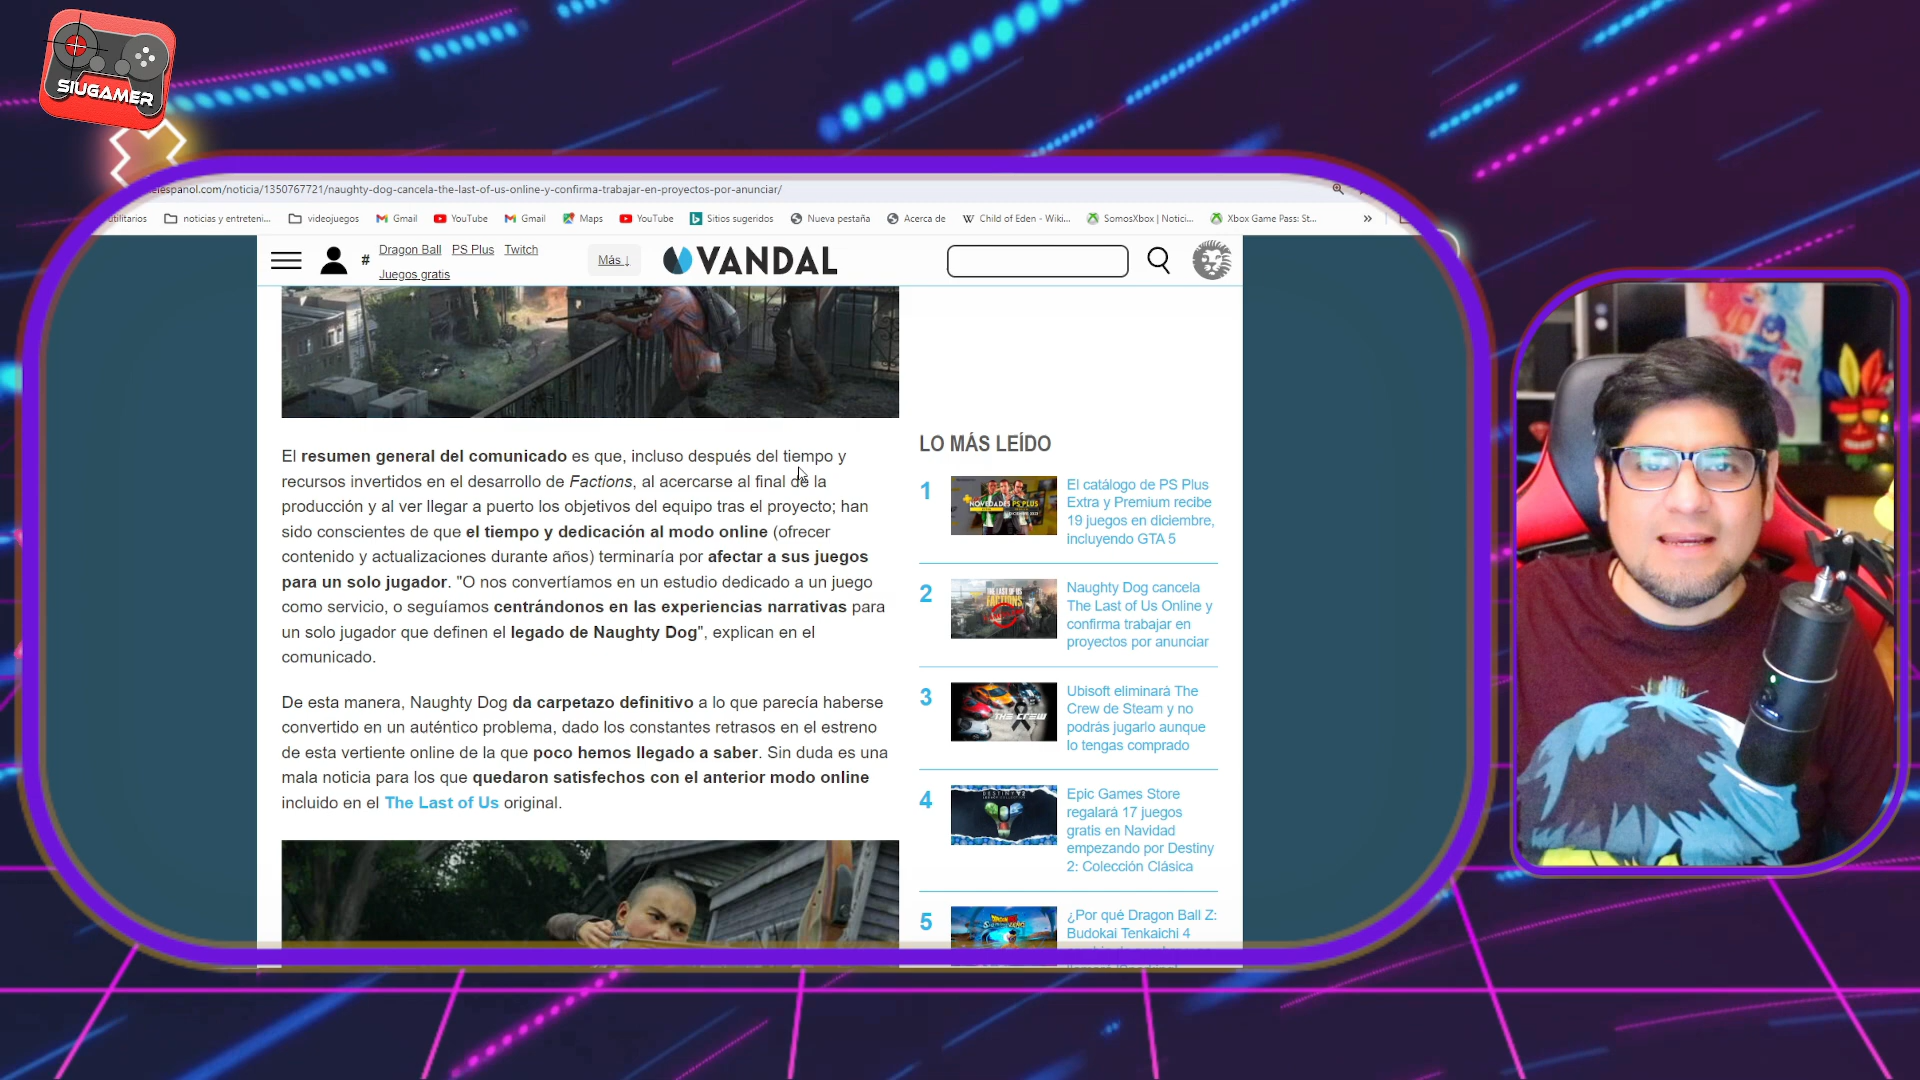 SIUGAMER
elespanol.com/noticia/1350767721/naughty-dog-cancela-the-last-of-us-online-y-confirma-trabajar-en-proyectos-por-anunciar/
utilitarios noticias y entreteni... videojuegos Gmail YouTube Gmail Maps YouTube Sitios sugeridos Nueva pestaña Acerca de Child of Eden - Wiki... SomosXbox | Notici... Xbox Game Pass: St... »
# Dragon Ball PS Plus Twitch
Juegos gratis
Más ↓
VANDAL
El resumen general del comunicado es que, incluso después del tiempo y
recursos invertidos en el desarrollo de Factions, al acercarse al final de la
producción y al ver llegar a puerto los objetivos del equipo tras el proyecto; han
sido conscientes de que el tiempo y dedicación al modo online (ofrecer
contenido y actualizaciones durante años) terminaría por afectar a sus juegos
para un solo jugador. "O nos convertíamos en un estudio dedicado a un juego
como servicio, o seguíamos centrándonos en las experiencias narrativas para
un solo jugador que definen el legado de Naughty Dog", explican en el
comunicado.
De esta manera, Naughty Dog da carpetazo definitivo a lo que parecía haberse
convertido en un auténtico problema, dado los constantes retrasos en el estreno
de esta vertiente online de la que poco hemos llegado a saber. Sin duda es una
mala noticia para los que quedaron satisfechos con el anterior modo online
incluido en el The Last of Us original.
LO MÁS LEÍDO
1
NOVEDADES PS PLUS
El catálogo de PS Plus
Extra y Premium recibe
19 juegos en diciembre,
incluyendo GTA 5
2
THE LAST OF US
FACTIONS
Naughty Dog cancela
The Last of Us Online y
confirma trabajar en
proyectos por anunciar
3
THE CREW
Ubisoft eliminará The
Crew de Steam y no
podrás jugarlo aunque
lo tengas comprado
4
DESTINY 2
Epic Games Store
regalará 17 juegos
gratis en Navidad
empezando por Destiny
2: Colección Clásica
5
¿Por qué Dragon Ball Z:
Budokai Tenkaichi 4